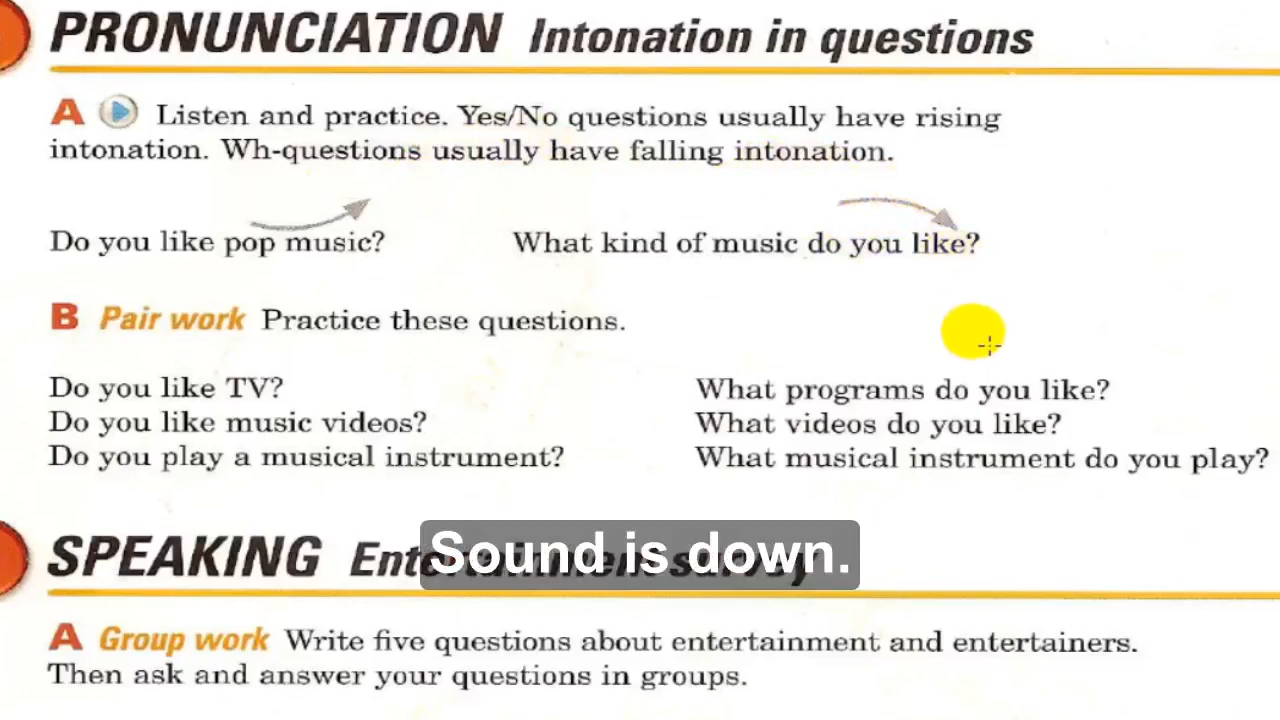 PRONUNCIATION Intonation in questions
A Listen and practice. Yes/No questions usually have rising
intonation. Wh-questions usually have falling intonation.
Do you like pop music? What kind of music do you like?
B Pair work Practice these questions.
Do you like TV? What programs do you like?
Do you like music videos? What videos do you like?
Do you play a musical instrument? What musical instrument do you play?
SPEAKING Entertainment survey
Sound is down.
A Group work Write five questions about entertainment and entertainers.
Then ask and answer your questions in groups.